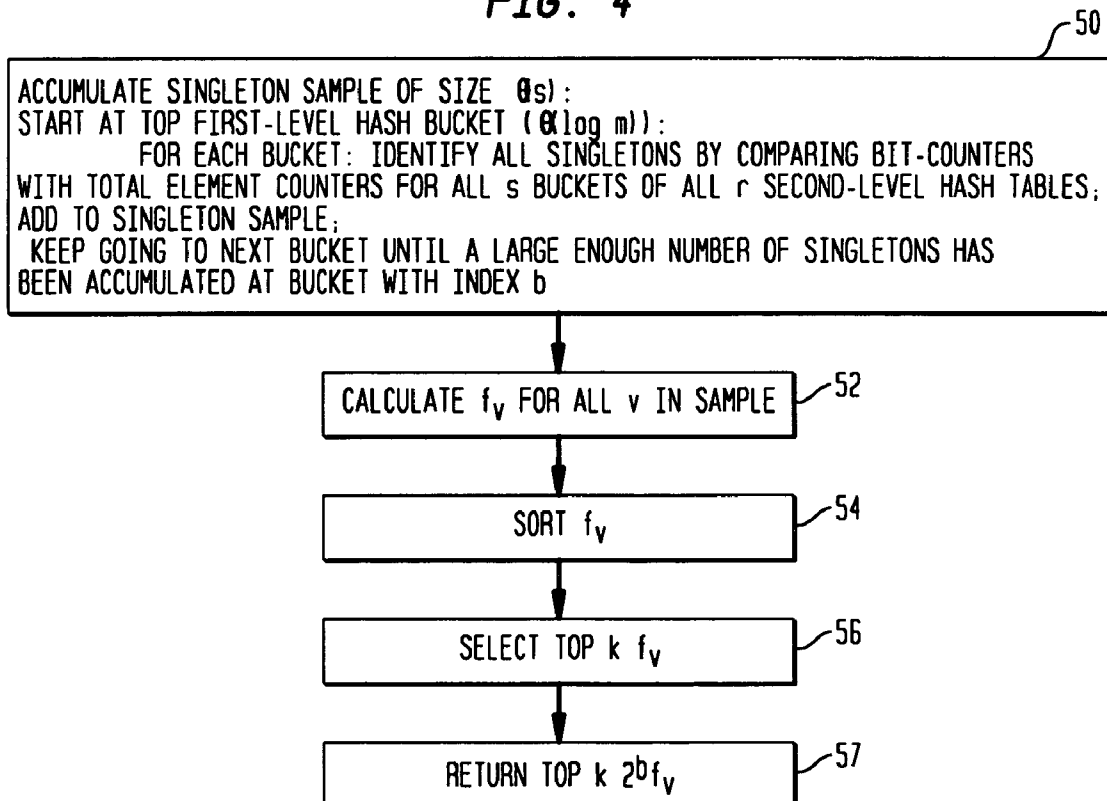 FIG. 4
50
ACCUMULATE SINGLETON SAMPLE OF SIZE Θ(s):
START AT TOP FIRST-LEVEL HASH BUCKET (Θ(log m)):
FOR EACH BUCKET: IDENTIFY ALL SINGLETONS BY COMPARING BIT-COUNTERS
WITH TOTAL ELEMENT COUNTERS FOR ALL s BUCKETS OF ALL r SECOND-LEVEL HASH TABLES;
ADD TO SINGLETON SAMPLE;
KEEP GOING TO NEXT BUCKET UNTIL A LARGE ENOUGH NUMBER OF SINGLETONS HAS
BEEN ACCUMULATED AT BUCKET WITH INDEX b
CALCULATE f_v FOR ALL v IN SAMPLE
52
SORT f_v
54
SELECT TOP k f_v
56
RETURN TOP k 2^b f_v
57